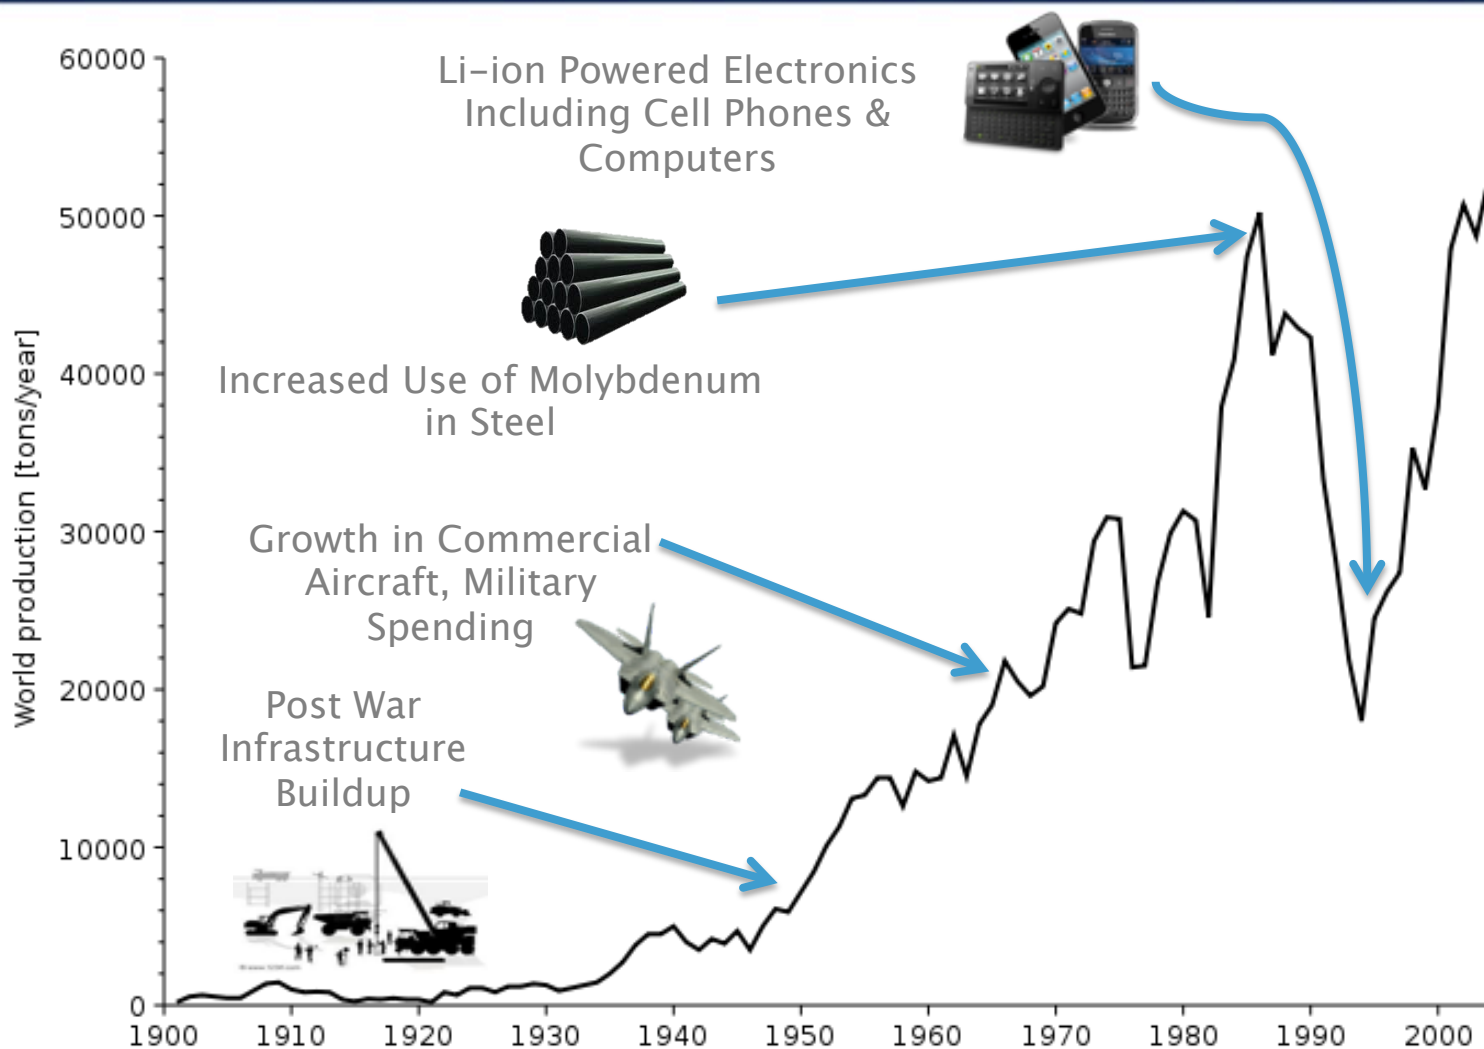 Li-ion Powered Electronics
Including Cell Phones &
Computers
Increased Use of Molybdenum
in Steel
Growth in Commercial
Aircraft, Military
Spending
Post War
Infrastructure
Buildup
World production [tons/year]
60000
50000
40000
30000
20000
10000
0
1900 1910 1920 1930 1940 1950 1960 1970 1980 1990 2000